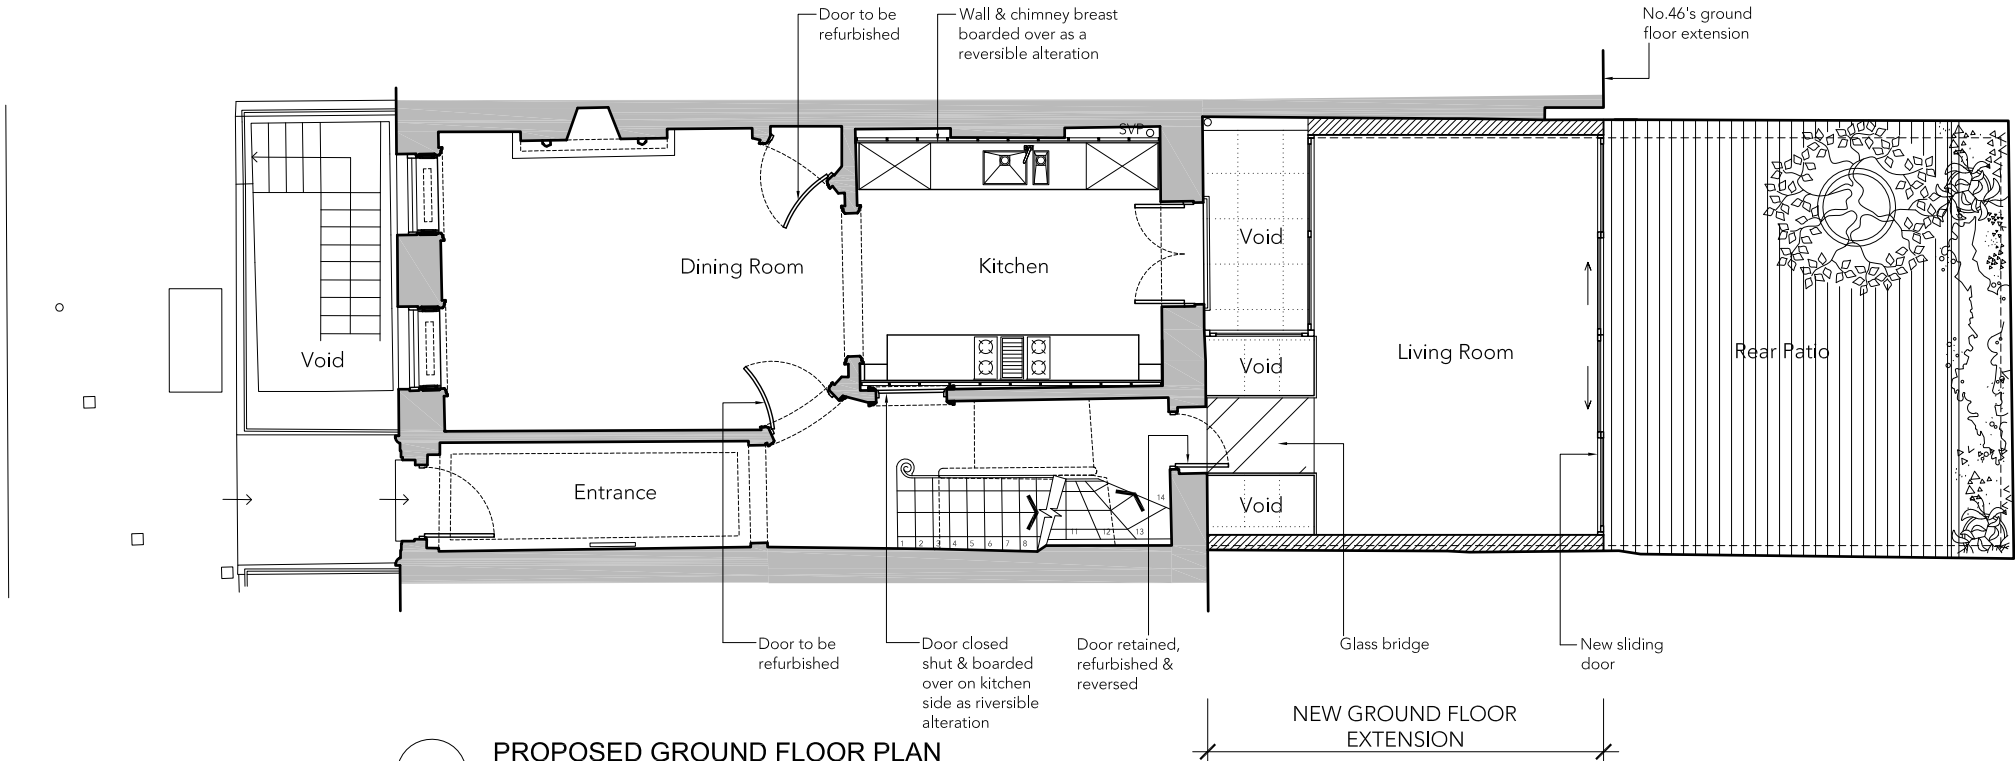 Door to be
refurbished
Wall & chimney breast
boarded over as a
reversible alteration
No.46's ground
floor extension
SVP
Void
Dining Room
Kitchen
Void
Void
Living Room
Rear Patio
Entrance
Void
1 2 3 4 5 6 7 8
11 12 13
14
Door to be
refurbished
Door closed
shut & boarded
over on kitchen
side as riversible
alteration
Door retained,
refurbished &
reversed
Glass bridge
New sliding
door
NEW GROUND FLOOR
EXTENSION
PROPOSED GROUND FLOOR PLAN